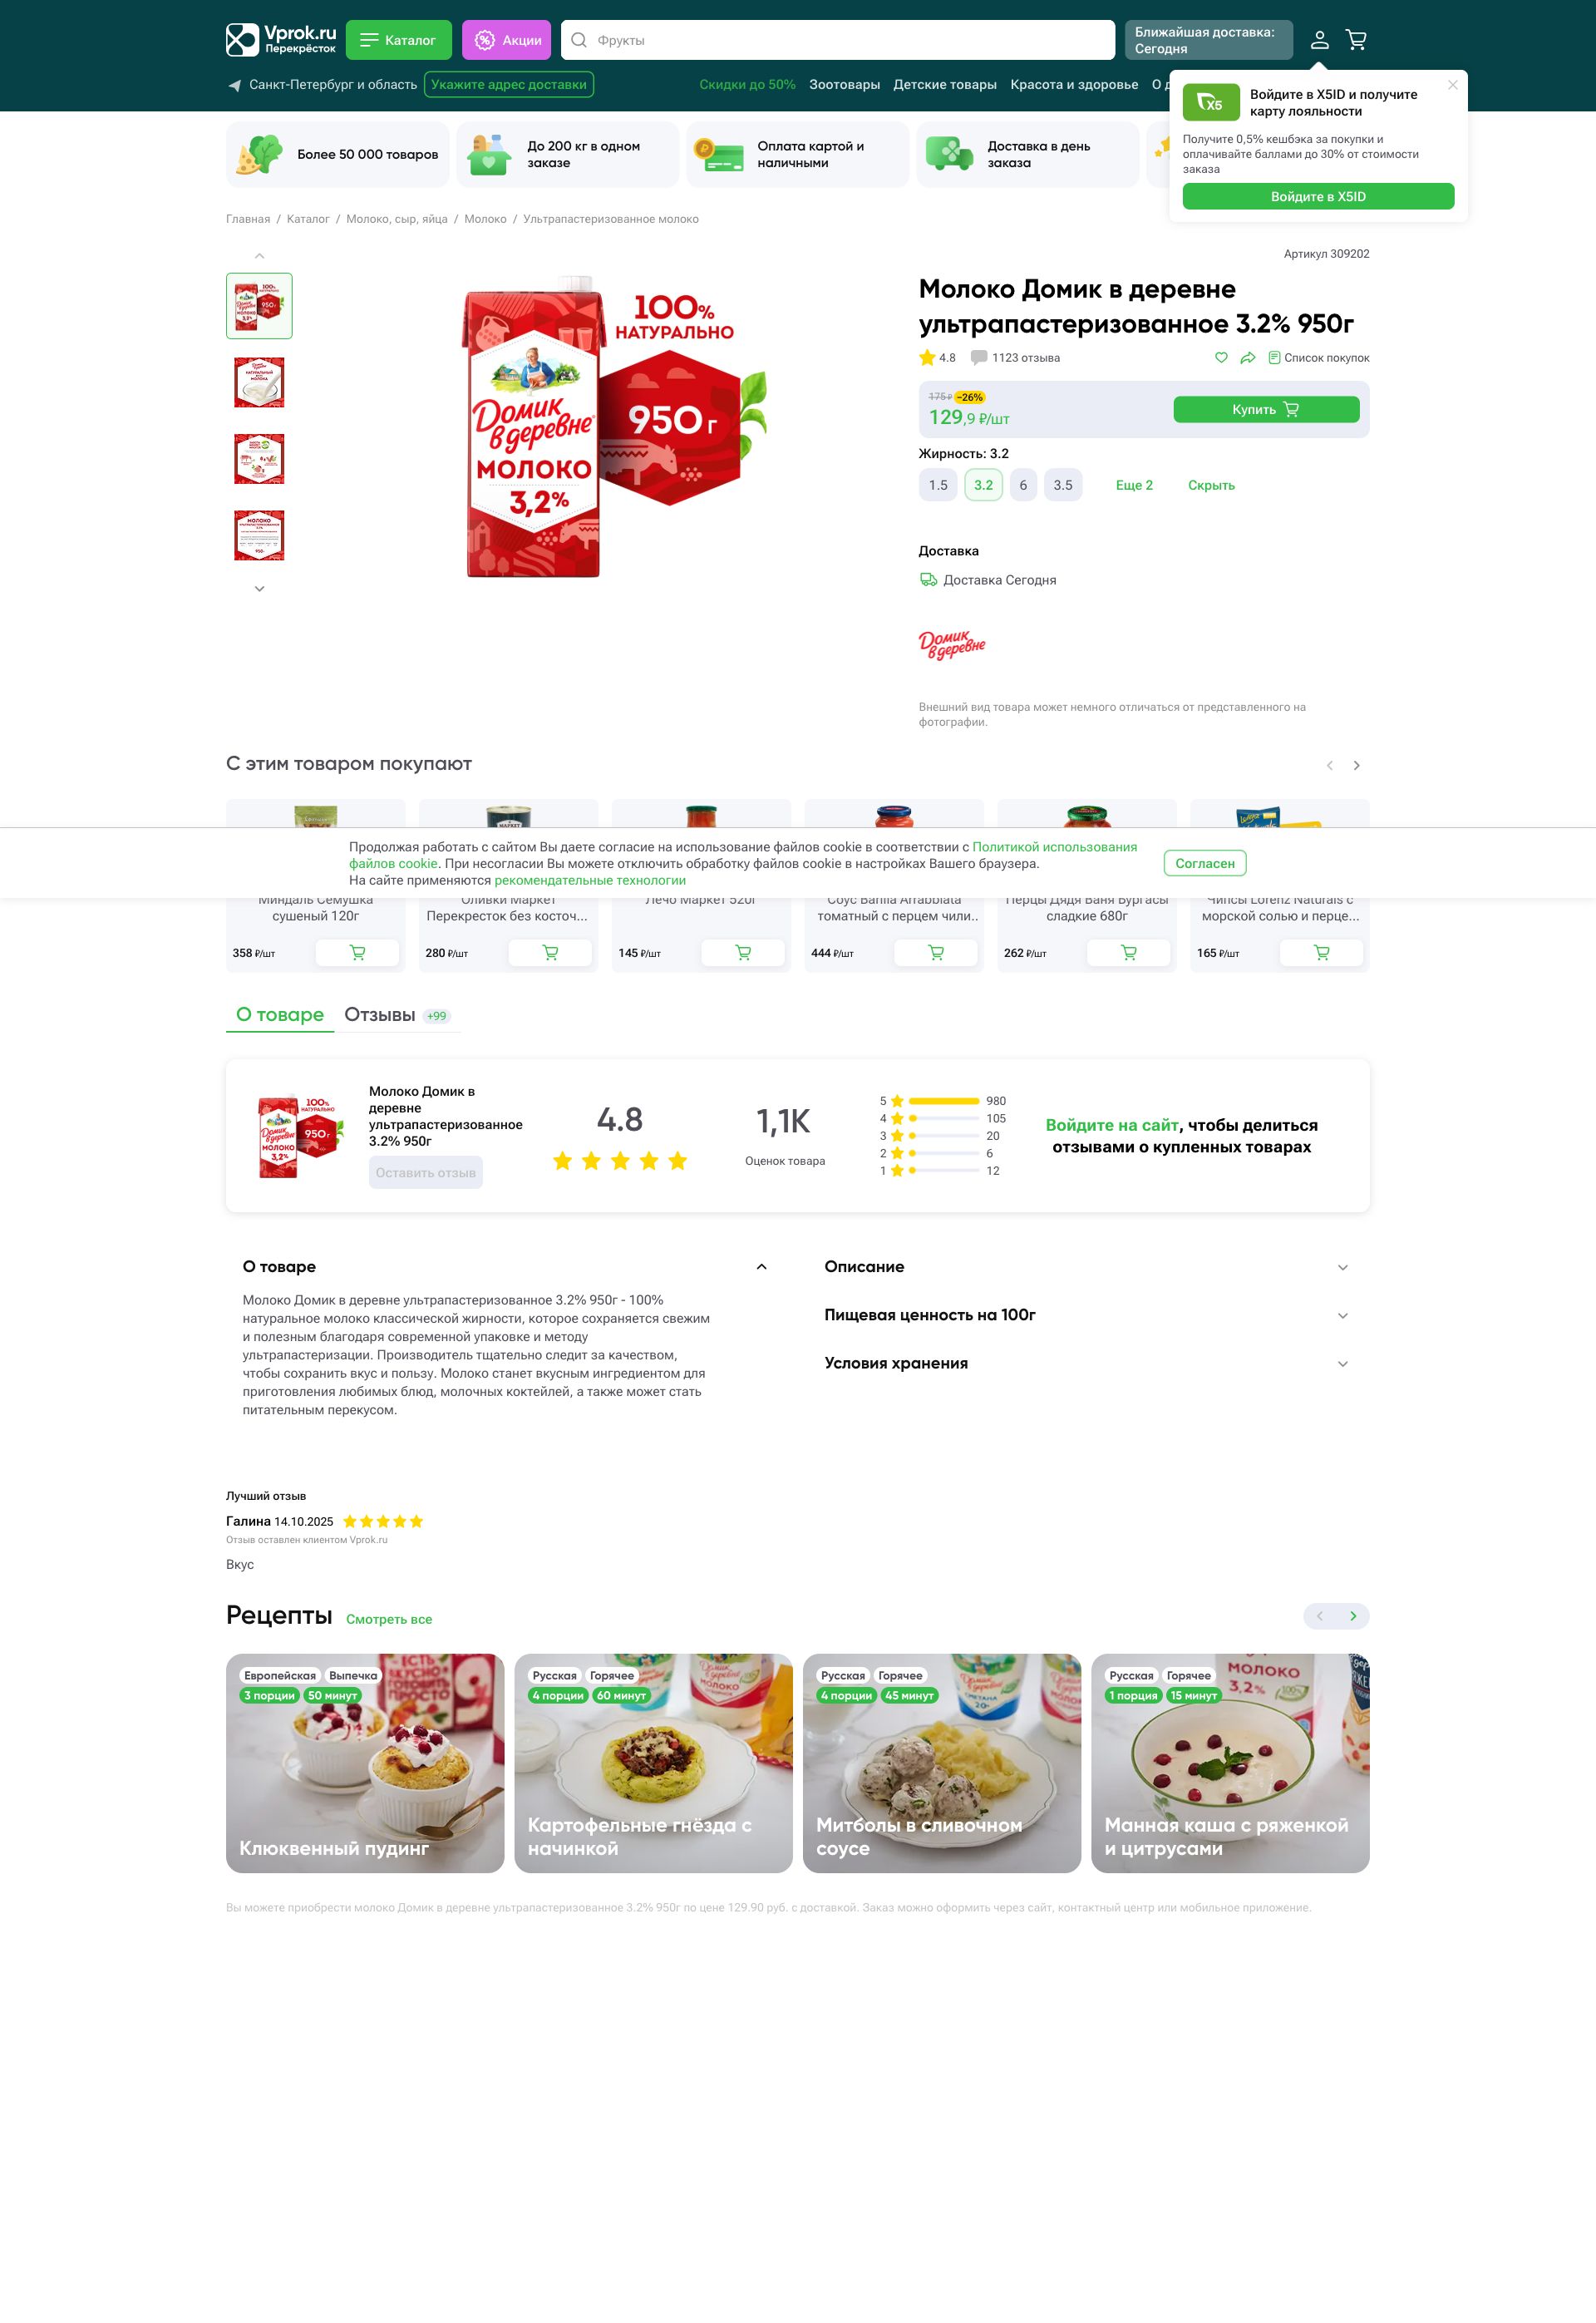 Vprok.ru
Перекрёсток
Каталог
Акции
Фрукты
Ближайшая доставка:
Сегодня
Санкт-Петербург и область
Укажите адрес доставки
Скидки до 50%
Зоотовары
Детские товары
Красота и здоровье
О д
X5
Войдите в X5ID и получите
карту лояльности
Получите 0,5% кешбэка за покупки и
оплачивайте баллами до 30% от стоимости
заказа
Войдите в X5ID
Более 50 000 товаров
До 200 кг в одном
заказе
Оплата картой и
наличными
Доставка в день
заказа
Главная / Каталог / Молоко, сыр, яйца / Молоко / Ультрапастеризованное молоко
Артикул 309202
100%
НАТУРАЛЬНО
Домик
в деревне
950 г
МОЛОКО
3,2%
Молоко Домик в деревне
ультрапастеризованное 3.2% 950г
4.8
1123 отзыва
Список покупок
175 ₽ –26%
129,9 ₽/шт
Купить
Жирность: 3.2
1.5
3.2
6
3.5
Еще 2
Скрыть
Доставка
Доставка Сегодня
Домик
в деревне
Внешний вид товара может немного отличаться от представленного на
фотографии.
С этим товаром покупают
Продолжая работать с сайтом Вы даете согласие на использование файлов cookie в соответствии с Политикой использования
файлов cookie. При несогласии Вы можете отключить обработку файлов cookie в настройках Вашего браузера.
На сайте применяются рекомендательные технологии
Согласен
Миндаль Семушка
сушеный 120г
358 ₽/шт
Оливки Маркет
Перекресток без косточ...
280 ₽/шт
Лечо Маркет 520г
145 ₽/шт
Соус Barilla Arrabbiata
томатный с перцем чили..
444 ₽/шт
Перцы Дядя Ваня Бургасы
сладкие 680г
262 ₽/шт
Чипсы Lorenz Naturals с
морской солью и перце...
165 ₽/шт
О товаре
Отзывы +99
100%
НАТУРАЛЬНО
Домик
в деревне
950 г
МОЛОКО
3,2%
Молоко Домик в
деревне
ультрапастеризованное
3.2% 950г
Оставить отзыв
4.8
1,1K
Оценок товара
5 980
4 105
3 20
2 6
1 12
Войдите на сайт, чтобы делиться
отзывами о купленных товарах
О товаре
Молоко Домик в деревне ультрапастеризованное 3.2% 950г - 100%
натуральное молоко классической жирности, которое сохраняется свежим
и полезным благодаря современной упаковке и методу
ультрапастеризации. Производитель тщательно следит за качеством,
чтобы сохранить вкус и пользу. Молоко станет вкусным ингредиентом для
приготовления любимых блюд, молочных коктейлей, а также может стать
питательным перекусом.
Описание
Пищевая ценность на 100г
Условия хранения
Лучший отзыв
Галина 14.10.2025
Отзыв оставлен клиентом Vprok.ru
Вкус
Рецепты
Смотреть все
Европейская
Выпечка
3 порции
50 минут
Клюквенный пудинг
Русская
Горячее
4 порции
60 минут
Картофельные гнёзда с
начинкой
Русская
Горячее
4 порции
45 минут
Митболы в сливочном
соусе
Русская
Горячее
1 порция
15 минут
МОЛОКО
3,2%
Манная каша с ряженкой
и цитрусами
Вы можете приобрести молоко Домик в деревне ультрапастеризованное 3.2% 950г по цене 129.90 руб. с доставкой. Заказ можно оформить через сайт, контактный центр или мобильное приложение.